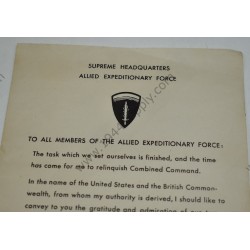 SUPREME HEADQUARTERS
ALLIED EXPEDITIONARY FORCE
TO ALL MEMBERS OF THE ALLIED EXPEDITIONARY FORCE:
The task which we set ourselves is finished, and the time
has come for me to relinquish Combined Command.
In the name of the United States and the British Common-
wealth, from whom my authority is derived, I should like to
convey to you the gratitude and admiration of our